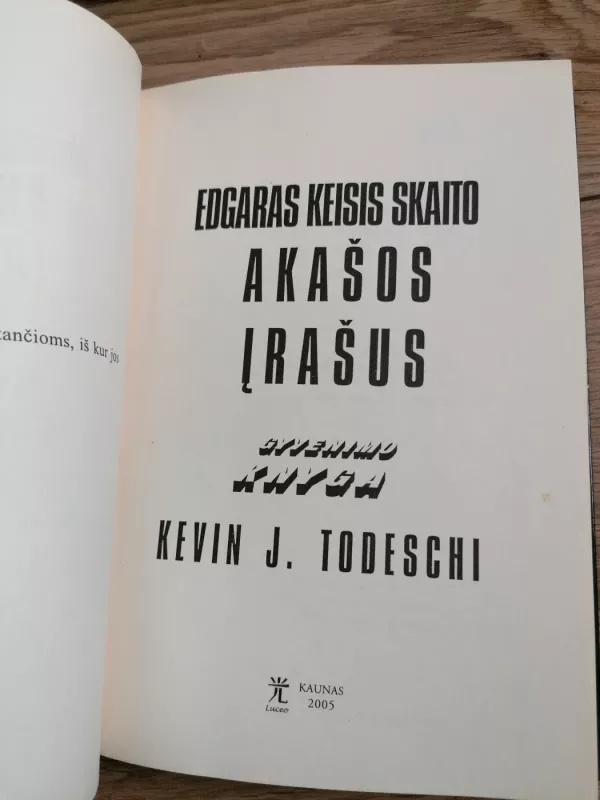 tančioms, iš kur jos
EDGARAS KEISIS SKAITO
AKAŠOS
ĮRAŠUS
GYVENIMO
KNYGA
KEVIN J. TODESCHI
Luceo
KAUNAS
2005